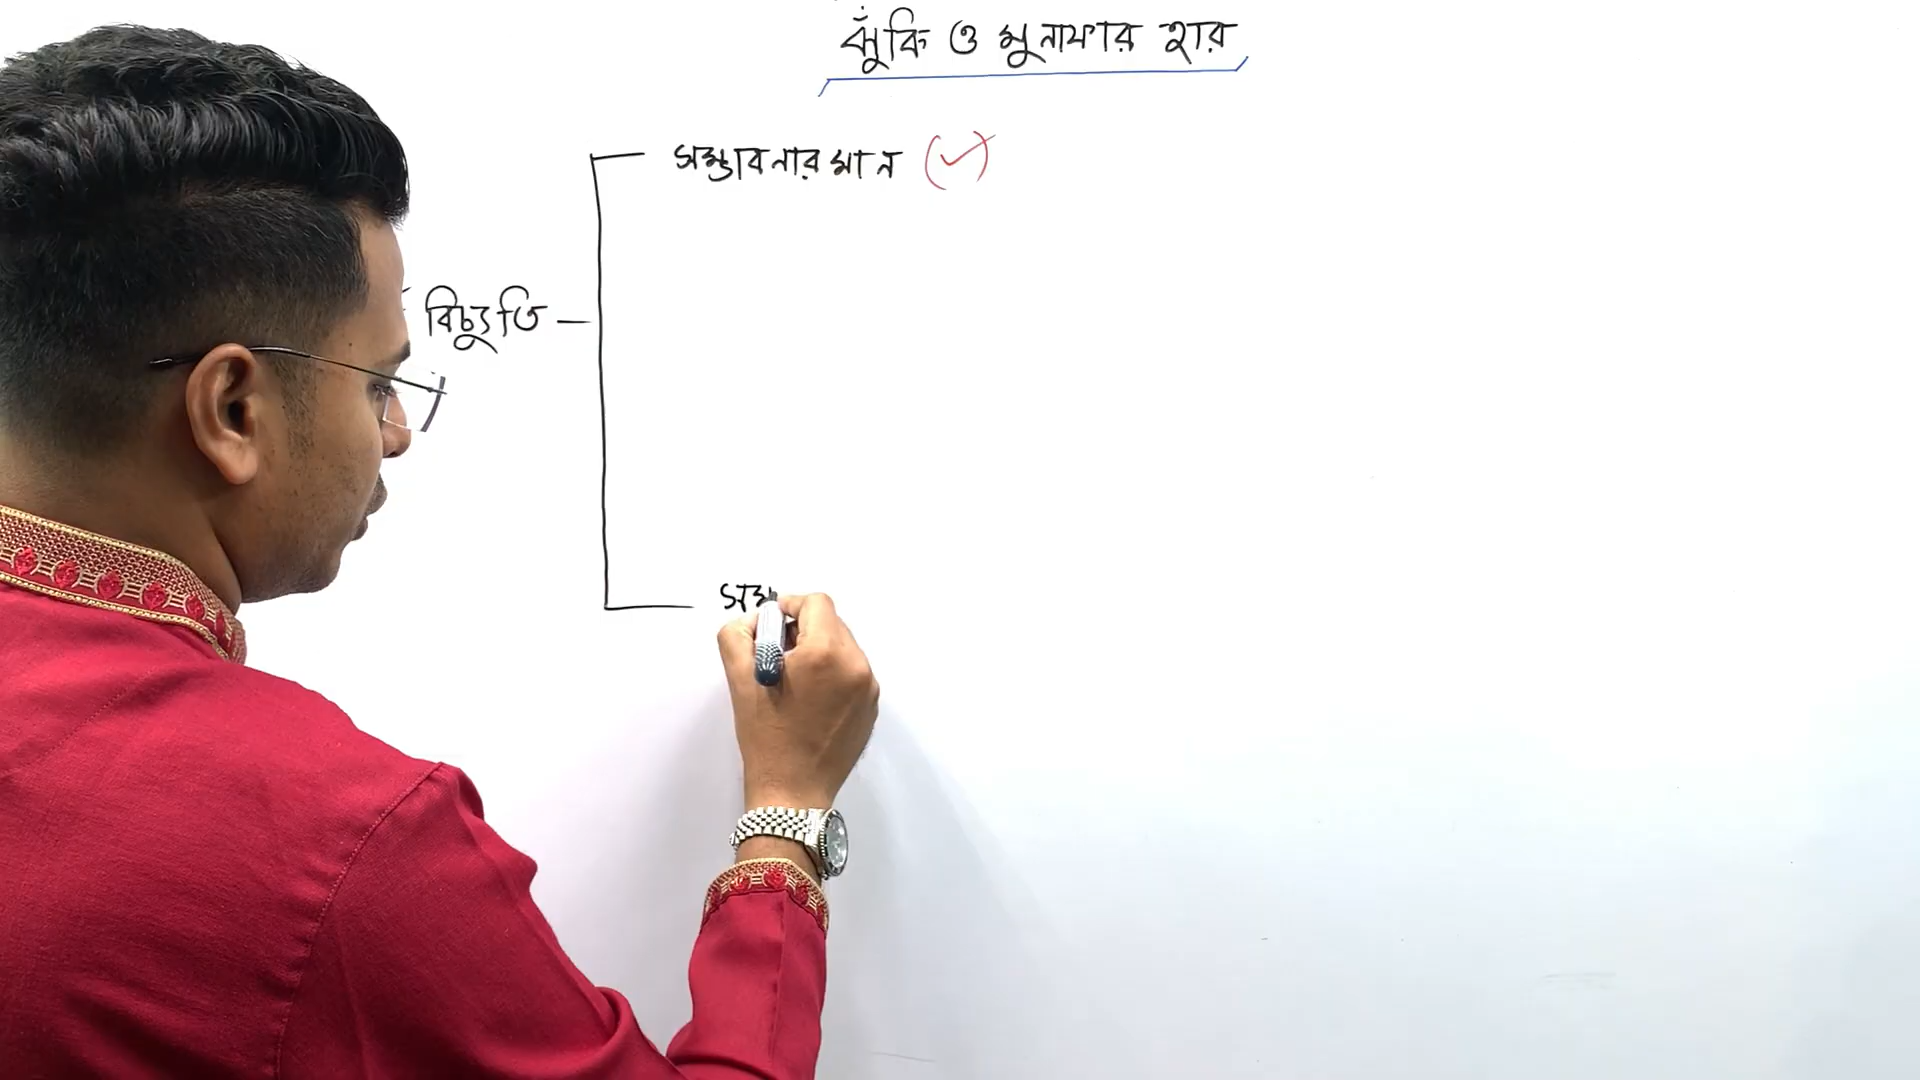 ঝুঁকি ও মুনাফার হার
সম্ভাবনার মান (✓)
বিচ্যুতি